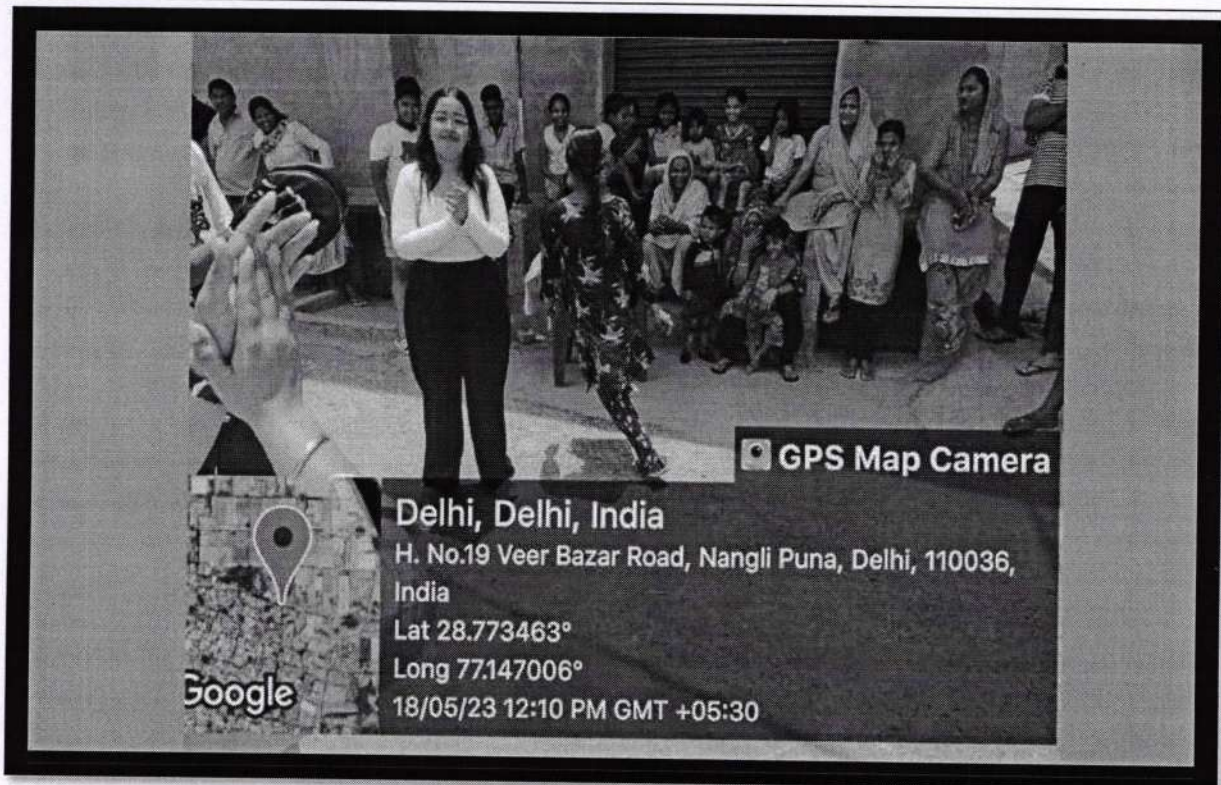 GPS Map Camera
Delhi, Delhi, India
H. No.19 Veer Bazar Road, Nangli Puna, Delhi, 110036,
India
Lat 28.773463°
Long 77.147006°
18/05/23 12:10 PM GMT +05:30
Google